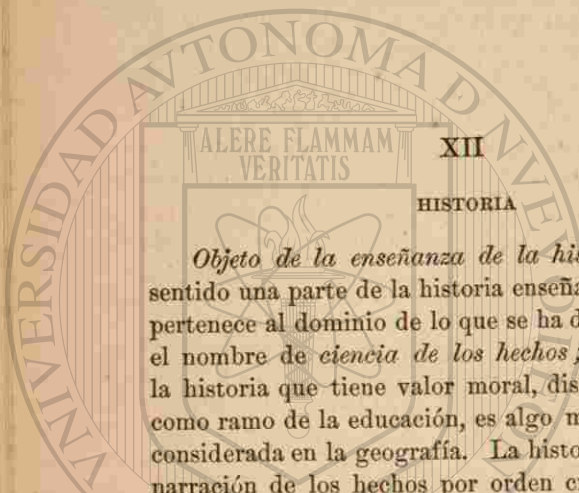 AVTONOMA D NVE
UNIVERSIDAD
ALERE FLAMMAM
VERITATIS
XII
HISTORIA
Objeto de la enseñanza de la
sentido una parte de la historia
pertenece al dominio de lo que se ha
el nombre de ciencia de los hechos
la historia que tiene valor moral,
como ramo de la educación, es algo
considerada en la geografía. La
narración de los hechos por orden